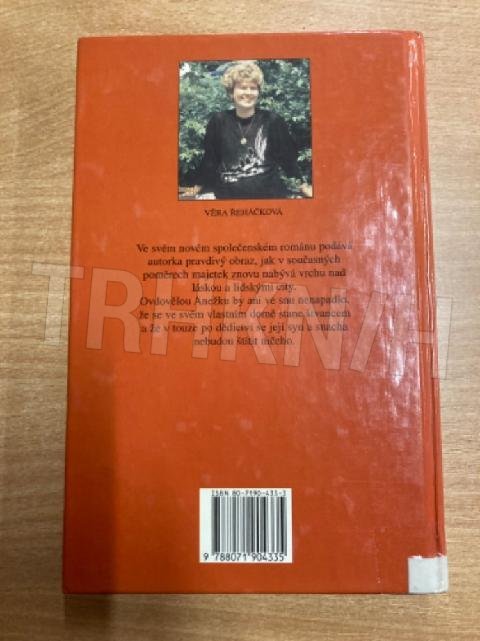 VĚRA ŘEHÁČKOVÁ
Ve svém novém společenském románu podává
autorka pravdivý obraz, jak v současných
poměrech majetek znovu nabývá vrchu nad
láskou a lidskými city.
Ovdovělou Anežku by ani ve snu nenapadlo,
že se ve svém vlastním domě stane štvancem
a že v touze po dědictví se její syn a snacha
nebudou štítit ničeho.
TRHKNIH
ISBN 80-7190-433-3
9 788071 904335